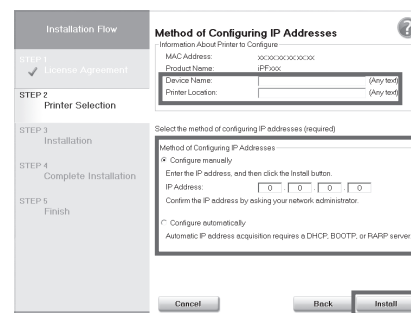 Installation Flow
STEP 1
License Agreement
STEP 2
Printer Selection
STEP 3
Installation
STEP 4
Complete Installation
STEP 5
Finish
Method of Configuring IP Addresses
?
Information About Printer to Configure
MAC Address: xx:xx:xx:xx:xx:xx
Product Name: iPFxxx
Device Name: (Any text)
Printer Location: (Any text)
Select the method of configuring IP addresses (required)
Method of Configuring IP Addresses
Configure manually
Enter the IP address, and then click the Install button.
IP Address: 0 . 0 . 0 . 0
Confirm the IP address by asking your network administrator.
Configure automatically
Automatic IP address acquisition requires a DHCP, BOOTP, or RARP server
Cancel
Back
Install